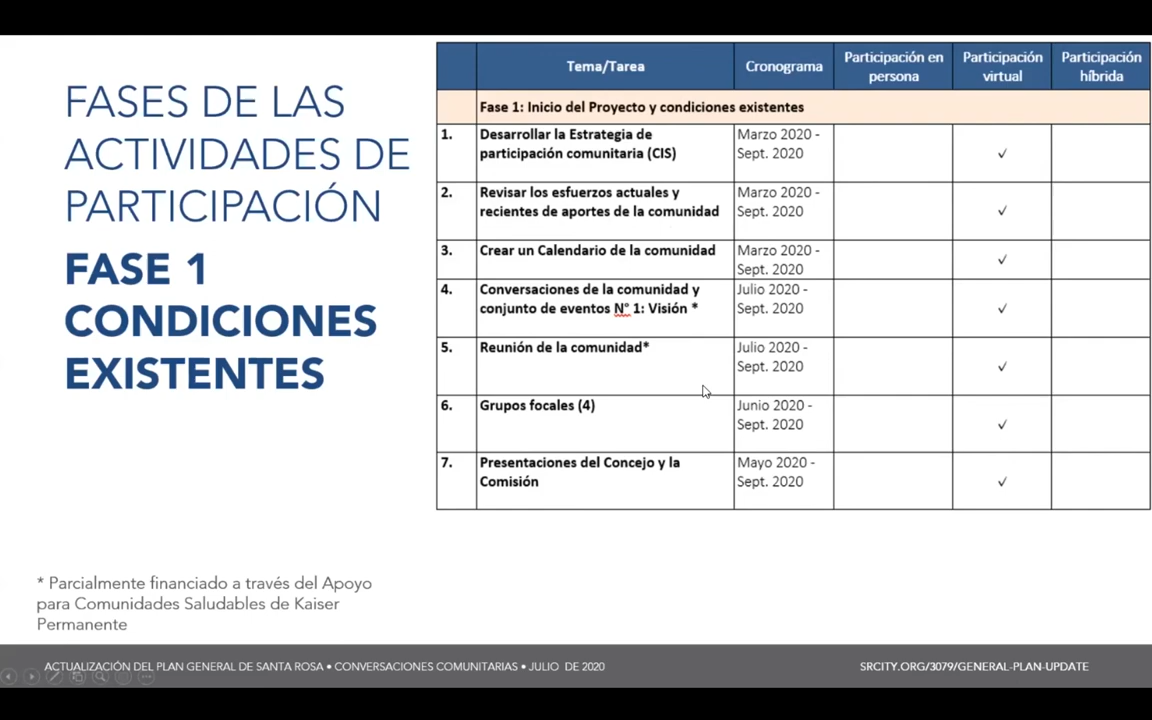 FASES DE LAS
ACTIVIDADES DE
PARTICIPACIÓN
FASE 1
CONDICIONES
EXISTENTES
* Parcialmente financiado a través del Apoyo
para Comunidades Saludables de Kaiser
Permanente
Tema/Tarea
Cronograma
Participación en
persona
Participación
virtual
Participación
híbrida
Fase 1: Inicio del Proyecto y condiciones existentes
1.
Desarrollar la Estrategia de
participación comunitaria (CIS)
Marzo 2020 -
Sept. 2020
✓
2.
Revisar los esfuerzos actuales y
recientes de aportes de la comunidad
Marzo 2020 -
Sept. 2020
✓
3.
Crear un Calendario de la comunidad
Marzo 2020 -
Sept. 2020
✓
4.
Conversaciones de la comunidad y
conjunto de eventos N° 1: Visión *
Julio 2020 -
Sept. 2020
✓
5.
Reunión de la comunidad*
Julio 2020 -
Sept. 2020
✓
6.
Grupos focales (4)
Junio 2020 -
Sept. 2020
✓
7.
Presentaciones del Concejo y la
Comisión
Mayo 2020 -
Sept. 2020
✓
ACTUALIZACIÓN DEL PLAN GENERAL DE SANTA ROSA • CONVERSACIONES COMUNITARIAS • JULIO DE 2020
SRCITY.ORG/3079/GENERAL-PLAN-UPDATE